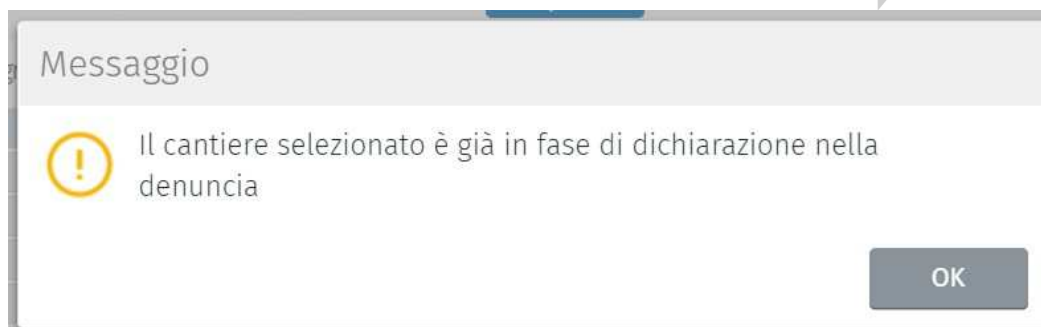 Messaggio
Il cantiere selezionato è già in fase di dichiarazione nella
denuncia
OK